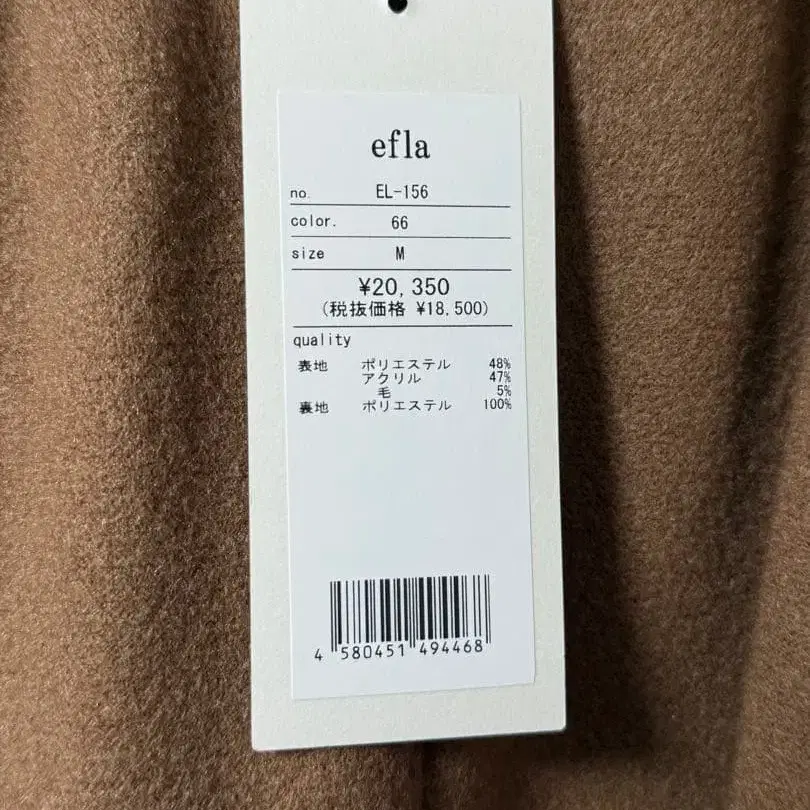 efla
no. EL-156
color. 66
size M
¥20,350
(税抜価格 ¥18,500)
quality
表地 ポリエステル 48%
アクリル 47%
毛 5%
裏地 ポリエステル 100%
4 580451 494468